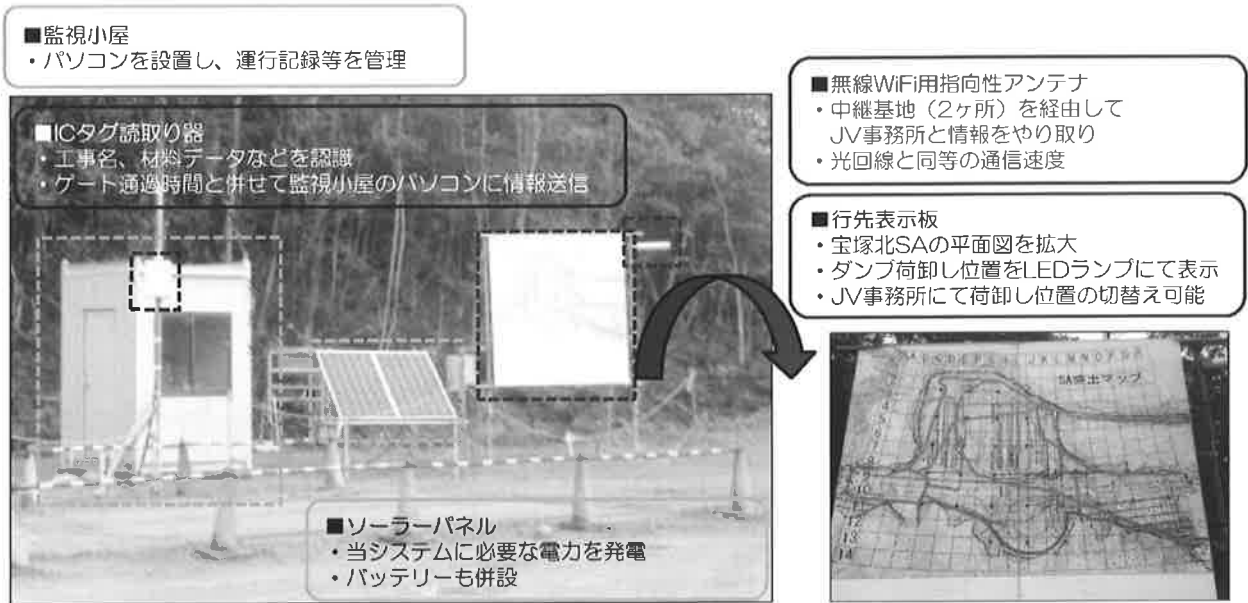 ■監視小屋
・パソコンを設置し、運行記録等を管理
■ICタグ読取り器
・工事名、材料データなどを認識
・ゲート通過時間と併せて監視小屋のパソコンに情報送信
■無線WiFi用指向性アンテナ
・中継基地（2ヶ所）を経由して
JV事務所と情報をやり取り
・光回線と同等の通信速度
■行先表示板
・宝塚北SAの平面図を拡大
・ダンプ荷卸し位置をLEDランプにて表示
・JV事務所にて荷卸し位置の切替え可能
■ソーラーパネル
・当システムに必要な電力を発電
・バッテリーも併設